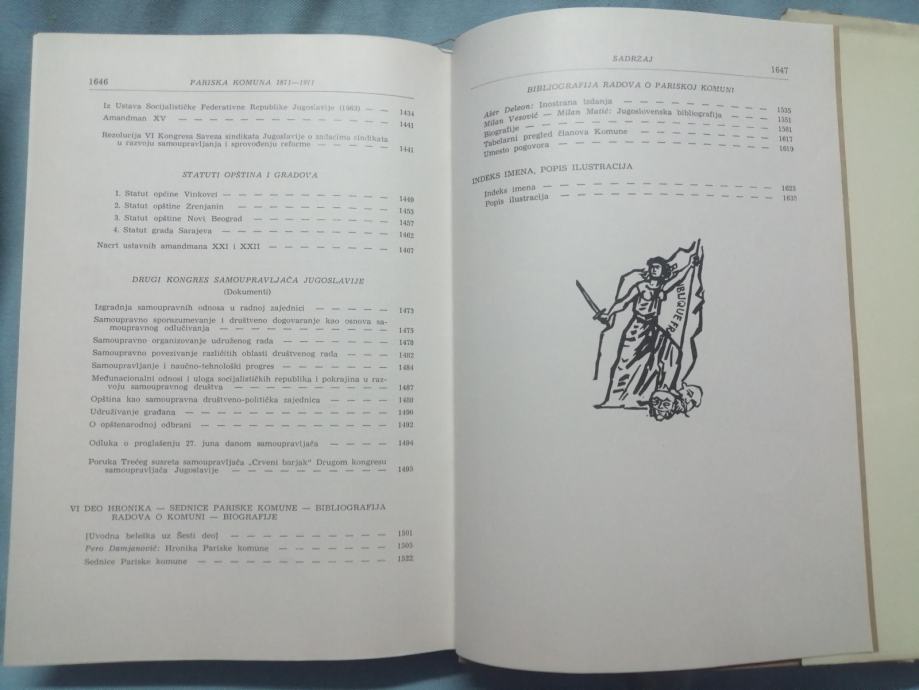 1646 PARISKA KOMUNA 1871—1971
Iz Ustava Socijalističke Federativne Republike Jugoslavije (1963) — — 1434
Amandman XV — — — — — — — — — — — — — 1441
Rezolucija VI Kongresa Saveza sindikata Jugoslavije o zadacima sindikata
u razvoju samoupravljanja i sprovođenju reforme — — — — — 1441
STATUTI OPŠTINA I GRADOVA
1. Statut općine Vinkovci — — — — — — — — — — 1449
2. Statut opštine Zrenjanin — — — — — — — — — 1453
3. Statut opštine Novi Beograd — — — — — — — — 1457
4. Statut grada Sarajeva — — — — — — — — — — 1462
Nacrt ustavnih amandmana XXI i XXII — — — — — — — 1467
DRUGI KONGRES SAMOUPRAVLJAČA JUGOSLAVIJE
(Dokumenti)
Izgradnja samoupravnih odnosa u radnoj zajednici — — — — 1473
Samoupravno sporazumevanje i društveno dogovaranje kao osnova sa-
moupravnog odlučivanja — — — — — — — — — 1475
Samoupravno organizovanje udruženog rada — — — — — — 1479
Samoupravno povezivanje različitih oblasti društvenog rada — — — 1482
Samoupravljanje i naučno-tehnološki progres — — — — — — 1484
Međunacionalni odnosi i uloga socijalističkih republika i pokrajina u raz-
voju samoupravnog društva — — — — — — — — 1487
Opština kao samoupravna društveno-politička zajednica — — — — 1488
Udruživanje građana — — — — — — — — — — — 1490
O opštenarodnoj odbrani — — — — — — — — — — 1492
Odluka o proglašenju 27. juna danom samoupravljača — — — — 1494
Poruka Trećeg susreta samoupravljača „Crveni barjak“ Drugom kongresu
samoupravljača Jugoslavije — — — — — — — — — 1495
VI DEO HRONIKA — SEDNICE PARISKE KOMUNE — BIBLIOGRAFIJA
RADOVA O KOMUNI — BIOGRAFIJE
[Uvodna beleška uz Šesti deo] — — — — — — — — — 1501
Pero Damjanović: Hronika Pariske komune — — — — — — 1505
Sednice Pariske komune — — — — — — — — — — 1522
SADRŽAJ 1647
BIBLIOGRAFIJA RADOVA O PARISKOJ KOMUNI
Ašer Deleon: Inostrana izdanja — — — — — — — — 1535
Milan Vesović — Milan Matić: Jugoslovenska bibliografija — — — 1551
Biografije — — — — — — — — — — — — — 1581
Tabelarni pregled članova Komune — — — — — — — 1617
Umesto pogovora — — — — — — — — — — — 1619
INDEKS IMENA, POPIS ILUSTRACIJA
Indeks imena — — — — — — — — — — — — 1623
Popis ilustracija — — — — — — — — — — — 1635
UBLIQUE FR